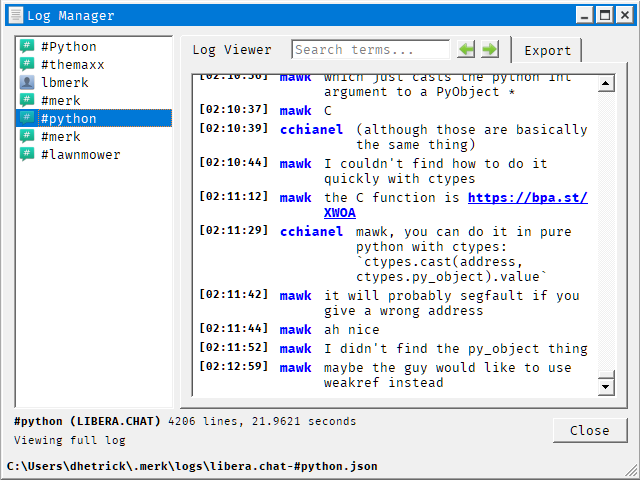 Log Manager
#Python
#themaxx
lbmerk
#merk
#python
#merk
#lawnmower
Log Viewer
Search terms...
Export
[02:10:36] mawk which just casts the python int
argument to a PyObject *
[02:10:37] mawk C
[02:10:39] cchianel (although those are basically
the same thing)
[02:10:44] mawk I couldn't find how to do it
quickly with ctypes
[02:11:12] mawk the C function is https://bpa.st/
XWOA
[02:11:29] cchianel mawk, you can do it in pure
python with ctypes:
`ctypes.cast(address,
ctypes.py_object).value`
[02:11:42] mawk it will probably segfault if you
give a wrong address
[02:11:44] mawk ah nice
[02:11:52] mawk I didn't find the py_object thing
[02:12:59] mawk maybe the guy would like to use
weakref instead
#python (LIBERA.CHAT) 4206 lines, 21.9621 seconds
Viewing full log
Close
C:\Users\dhetrick\.merk\logs\libera.chat-#python.json